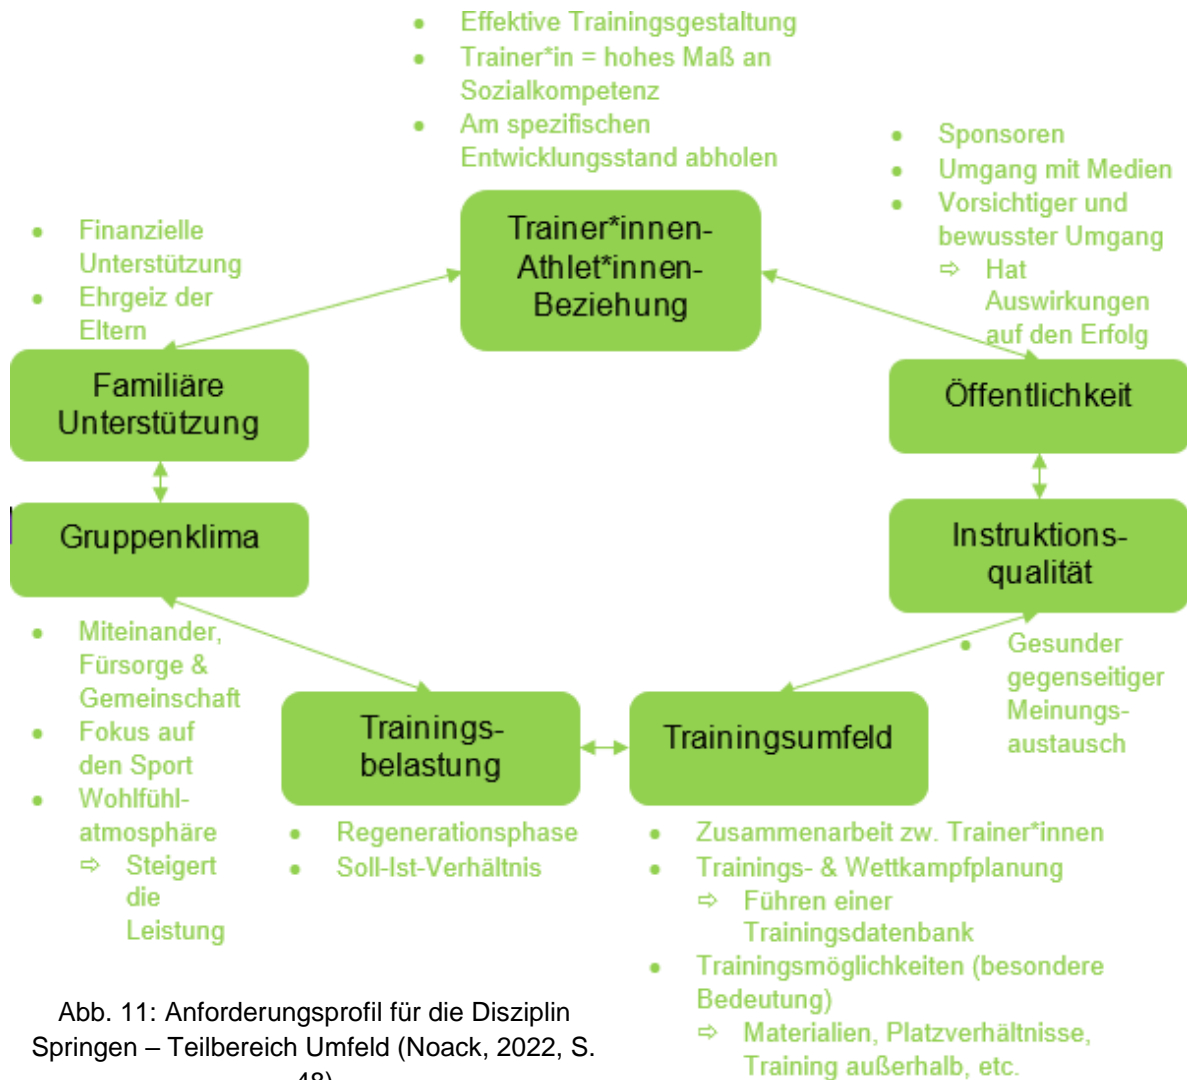 ● Effektive Trainingsgestaltung
● Trainer*in = hohes Maß an
Sozialkompetenz
● Am spezifischen
Entwicklungsstand abholen
● Sponsoren
● Umgang mit Medien
● Vorsichtiger und
bewusster Umgang
⇨ Hat
Auswirkungen
auf den Erfolg
● Finanzielle
Unterstützung
● Ehrgeiz der
Eltern
Trainer*innen-
Athlet*innen-
Beziehung
Familiäre
Unterstützung
Öffentlichkeit
Gruppenklima
Instruktions-
qualität
● Miteinander,
Fürsorge &
Gemeinschaft
● Fokus auf
den Sport
● Wohlfühl-
atmosphäre
⇨ Steigert
die
Leistung
● Gesunder
gegenseitiger
Meinungs-
austausch
Trainings-
belastung
Trainingsumfeld
● Regenerationsphase
● Soll-Ist-Verhältnis
● Zusammenarbeit zw. Trainer*innen
● Trainings- & Wettkampfplanung
⇨ Führen einer
Trainingsdatenbank
● Trainingsmöglichkeiten (besondere
Bedeutung)
⇨ Materialien, Platzverhältnisse,
Training außerhalb, etc.
Abb. 11: Anforderungsprofil für die Disziplin
Springen – Teilbereich Umfeld (Noack, 2022, S.
48)